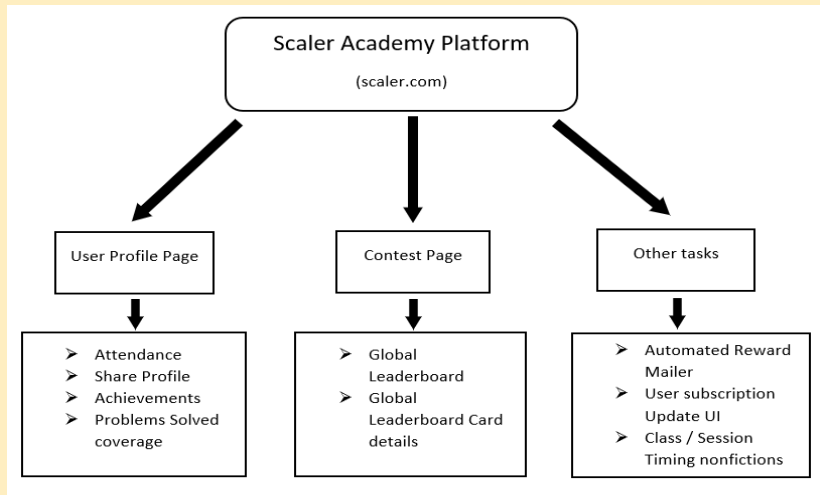 Scaler Academy Platform
(scaler.com)
User Profile Page
Contest Page
Other tasks
➢ Attendance
➢ Share Profile
➢ Achievements
➢ Problems Solved
coverage
➢ Global
Leaderboard
➢ Global
Leaderboard Card
details
➢ Automated Reward
Mailer
➢ User subscription
Update UI
➢ Class / Session
Timing nonfictions